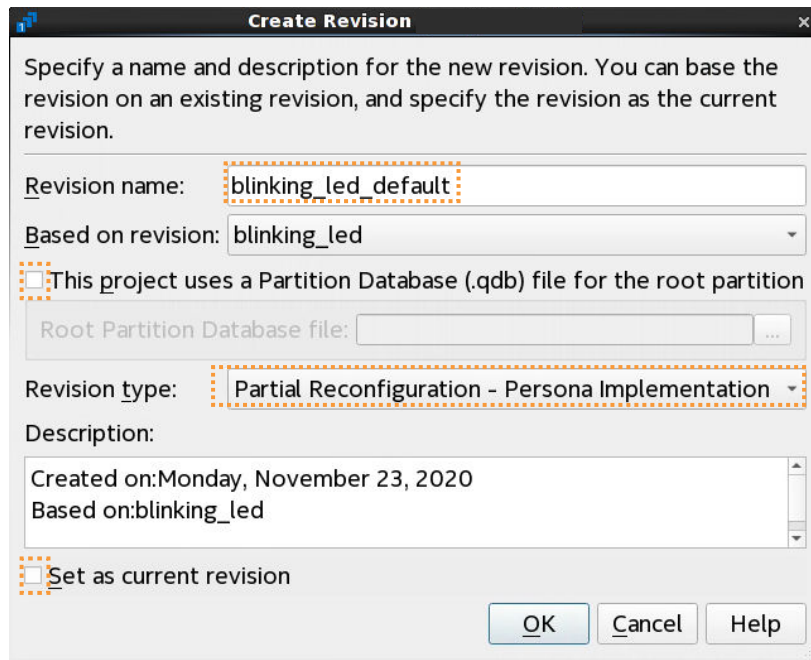 Create Revision
Specify a name and description for the new revision. You can base the
revision on an existing revision, and specify the revision as the current
revision.
Revision name: blinking_led_default
Based on revision: blinking_led
This project uses a Partition Database (.qdb) file for the root partition
Root Partition Database file: ...
Revision type: Partial Reconfiguration - Persona Implementation
Description:
Created on:Monday, November 23, 2020
Based on:blinking_led
Set as current revision
OK Cancel Help